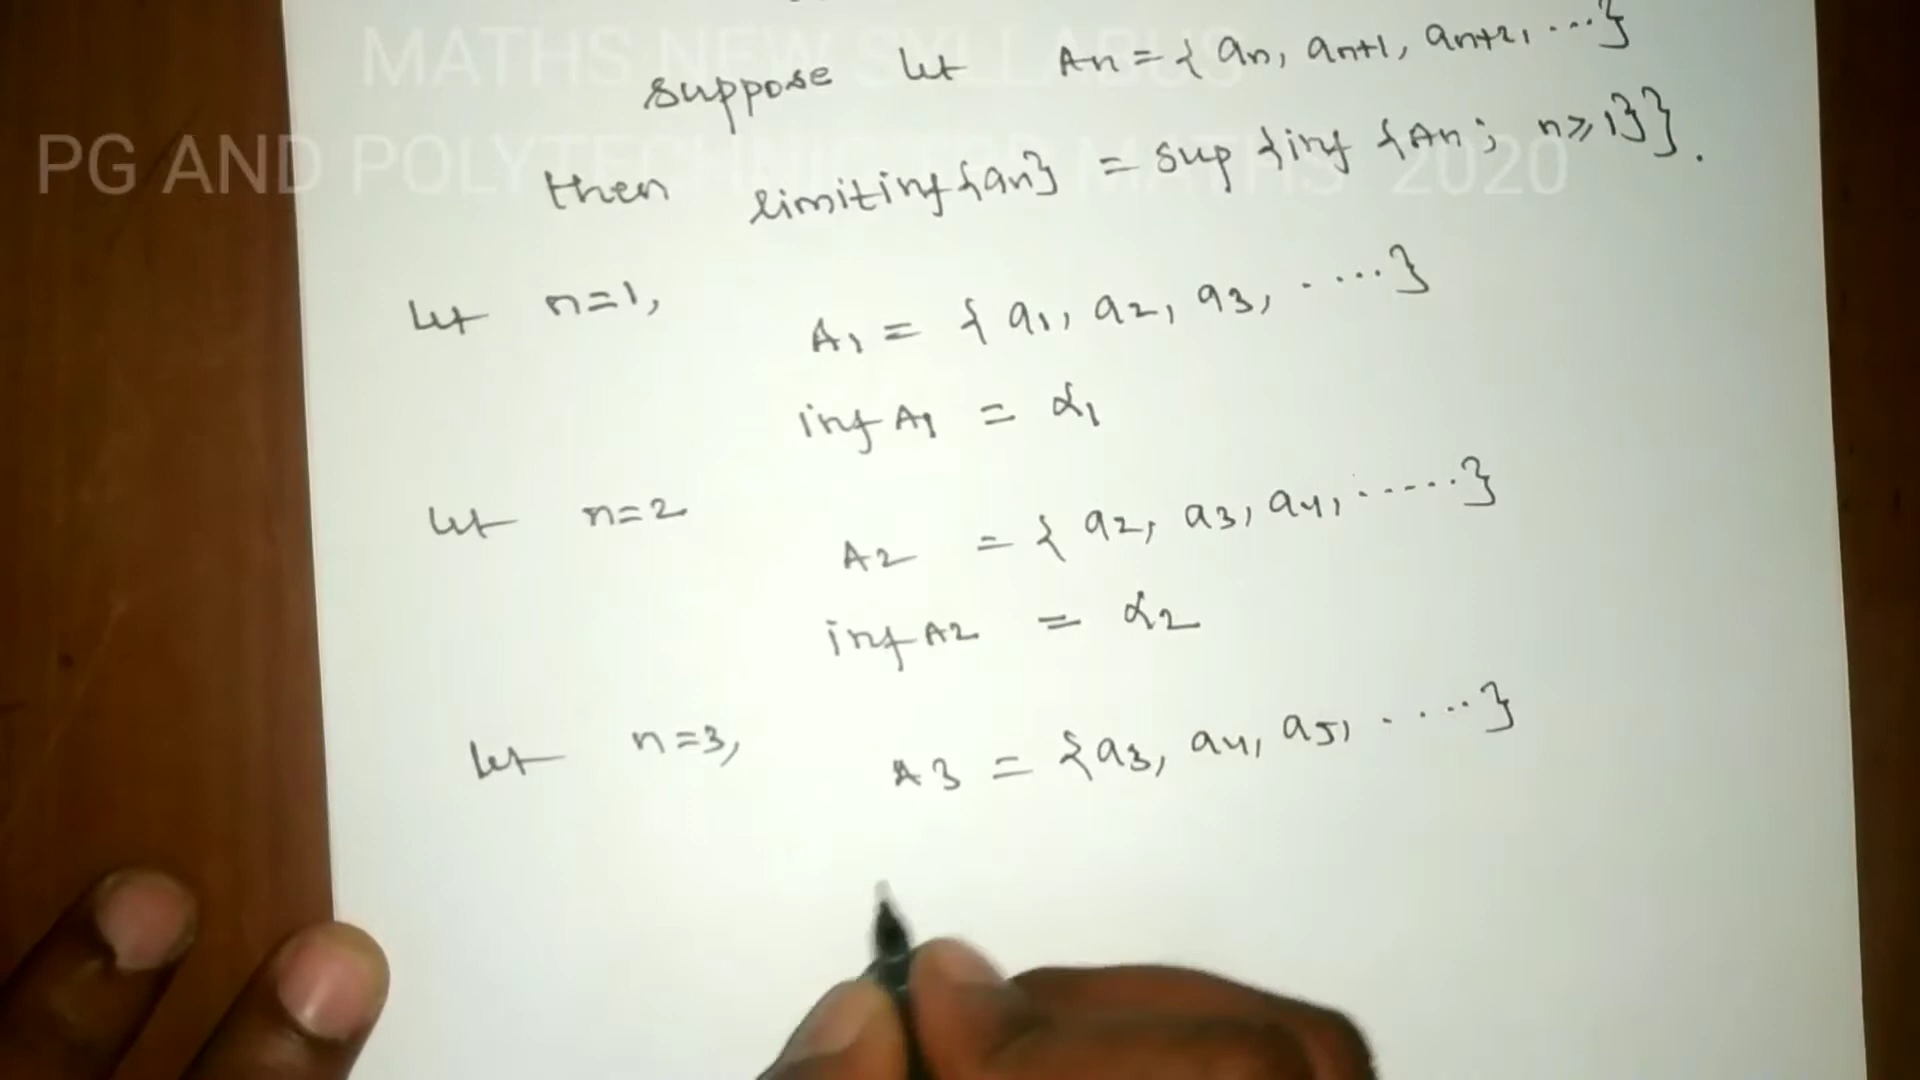 MATHS NEW SYLLABUS
suppose let An = { an, an+1, an+2, ...}
PG AND POLYTECHNIC TRB MATHS 2020
then limitinf{an} = sup {inf {An; n≥1}}.
let n=1,
A1 = { a1, a2, a3, .....}
inf A1 = α1
let n=2
A2 = { a2, a3, a4, ......}
inf A2 = α2
let n=3,
A3 = {a3, a4, a5, .....}